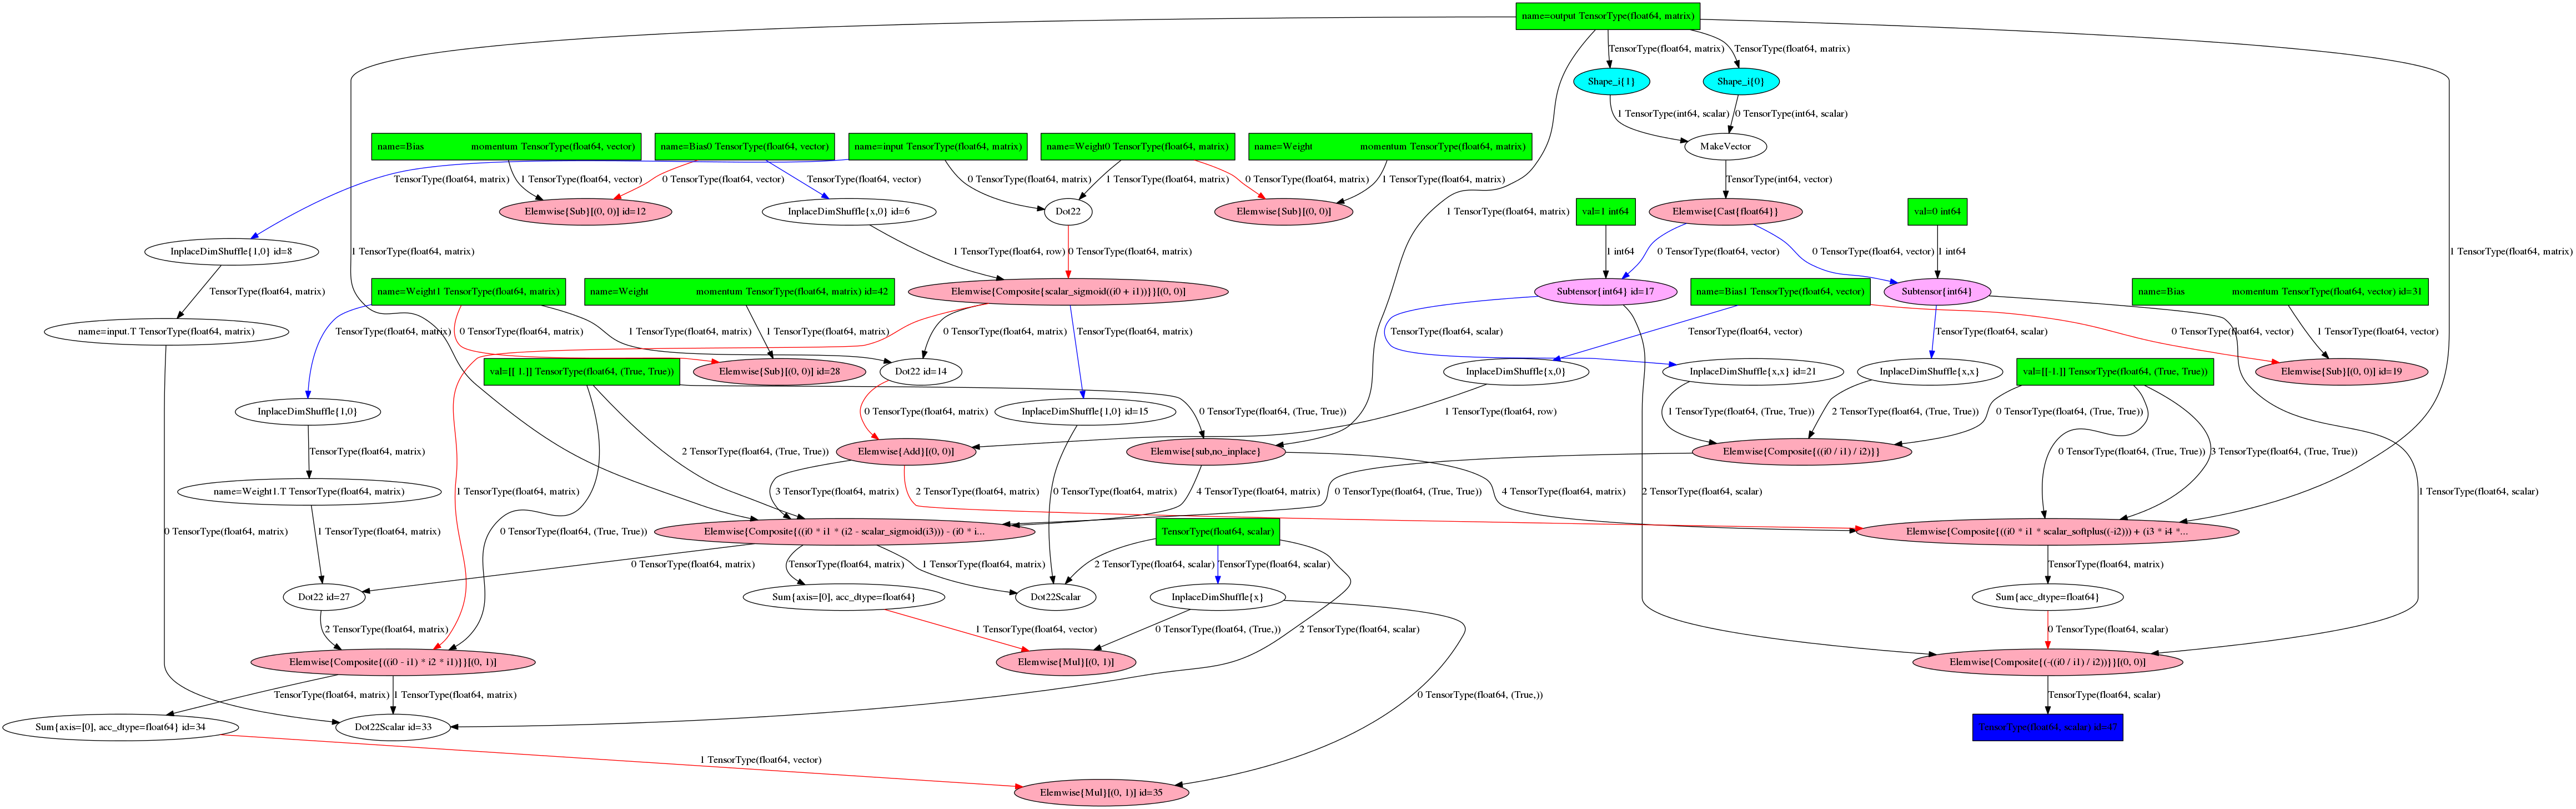 name=output TensorType(float64, matrix)
TensorType(float64, matrix)
TensorType(float64, matrix)
Shape_i{1}
Shape_i{0}
1 TensorType(int64, scalar)
0 TensorType(int64, scalar)
name=Bias momentum TensorType(float64, vector)
name=Bias0 TensorType(float64, vector)
name=input TensorType(float64, matrix)
name=Weight0 TensorType(float64, matrix)
name=Weight momentum TensorType(float64, matrix)
MakeVector
TensorType(float64, matrix)
1 TensorType(float64, vector)
0 TensorType(float64, vector)
TensorType(float64, vector)
0 TensorType(float64, matrix)
1 TensorType(float64, matrix)
0 TensorType(float64, matrix)
1 TensorType(float64, matrix)
TensorType(int64, vector)
Elemwise{Sub}[(0, 0)] id=12
InplaceDimShuffle{x,0} id=6
Dot22
Elemwise{Sub}[(0, 0)]
1 TensorType(float64, matrix)
val=1 int64
Elemwise{Cast{float64}}
val=0 int64
InplaceDimShuffle{1,0} id=8
1 TensorType(float64, matrix)
1 TensorType(float64, row)
0 TensorType(float64, matrix)
1 int64
0 TensorType(float64, vector)
0 TensorType(float64, vector)
1 int64
1 TensorType(float64, matrix)
TensorType(float64, matrix)
name=Weight1 TensorType(float64, matrix)
name=Weight momentum TensorType(float64, matrix) id=42
Elemwise{Composite{scalar_sigmoid((i0 + i1))}}[(0, 0)]
Subtensor{int64} id=17
name=Bias1 TensorType(float64, vector)
Subtensor{int64}
name=Bias momentum TensorType(float64, vector) id=31
name=input.T TensorType(float64, matrix)
TensorType(float64, matrix)
0 TensorType(float64, matrix)
1 TensorType(float64, matrix)
1 TensorType(float64, matrix)
0 TensorType(float64, matrix)
TensorType(float64, matrix)
TensorType(float64, scalar)
TensorType(float64, vector)
TensorType(float64, scalar)
0 TensorType(float64, vector)
1 TensorType(float64, vector)
val=[[ 1.]] TensorType(float64, (True, True))
Elemwise{Sub}[(0, 0)] id=28
Dot22 id=14
InplaceDimShuffle{x,0}
InplaceDimShuffle{x,x} id=21
InplaceDimShuffle{x,x}
val=[[-1.]] TensorType(float64, (True, True))
Elemwise{Sub}[(0, 0)] id=19
InplaceDimShuffle{1,0}
0 TensorType(float64, matrix)
InplaceDimShuffle{1,0} id=15
0 TensorType(float64, (True, True))
1 TensorType(float64, row)
1 TensorType(float64, (True, True))
2 TensorType(float64, (True, True))
0 TensorType(float64, (True, True))
TensorType(float64, matrix)
2 TensorType(float64, (True, True))
Elemwise{Add}[(0, 0)]
Elemwise{sub,no_inplace}
Elemwise{Composite{((i0 / i1) / i2)}}
0 TensorType(float64, (True, True))
3 TensorType(float64, (True, True))
name=Weight1.T TensorType(float64, matrix)
1 TensorType(float64, matrix)
3 TensorType(float64, matrix)
2 TensorType(float64, matrix)
0 TensorType(float64, matrix)
4 TensorType(float64, matrix)
0 TensorType(float64, (True, True))
4 TensorType(float64, matrix)
2 TensorType(float64, scalar)
1 TensorType(float64, scalar)
0 TensorType(float64, matrix)
1 TensorType(float64, matrix)
0 TensorType(float64, (True, True))
Elemwise{Composite{((i0 * i1 * (i2 - scalar_sigmoid(i3))) - (i0 * i...
TensorType(float64, scalar)
Elemwise{Composite{((i0 * i1 * scalar_softplus((-i2))) + (i3 * i4 *...
0 TensorType(float64, matrix)
TensorType(float64, matrix)
1 TensorType(float64, matrix)
2 TensorType(float64, scalar)
TensorType(float64, scalar)
TensorType(float64, matrix)
Dot22 id=27
Sum{axis=[0], acc_dtype=float64}
Dot22Scalar
InplaceDimShuffle{x}
Sum{acc_dtype=float64}
2 TensorType(float64, matrix)
1 TensorType(float64, vector)
0 TensorType(float64, (True,))
2 TensorType(float64, scalar)
0 TensorType(float64, scalar)
Elemwise{Composite{((i0 - i1) * i2 * i1)}}[(0, 1)]
Elemwise{Mul}[(0, 1)]
Elemwise{Composite{(-((i0 / i1) / i2))}}[(0, 0)]
TensorType(float64, matrix)
1 TensorType(float64, matrix)
0 TensorType(float64, (True,))
TensorType(float64, scalar)
Sum{axis=[0], acc_dtype=float64} id=34
Dot22Scalar id=33
TensorType(float64, scalar) id=47
1 TensorType(float64, vector)
Elemwise{Mul}[(0, 1)] id=35